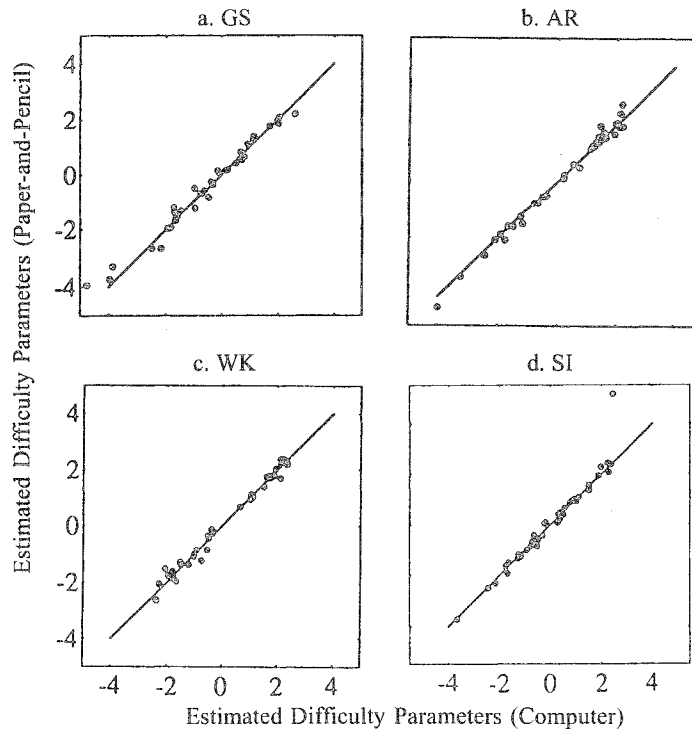 a. GS
b. AR
4
2
0
-2
-4
c. WK
d. SI
4
2
0
-2
-4
-4 -2 0 2 4
-4 -2 0 2 4
Estimated Difficulty Parameters (Paper-and-Pencil)
Estimated Difficulty Parameters (Computer)